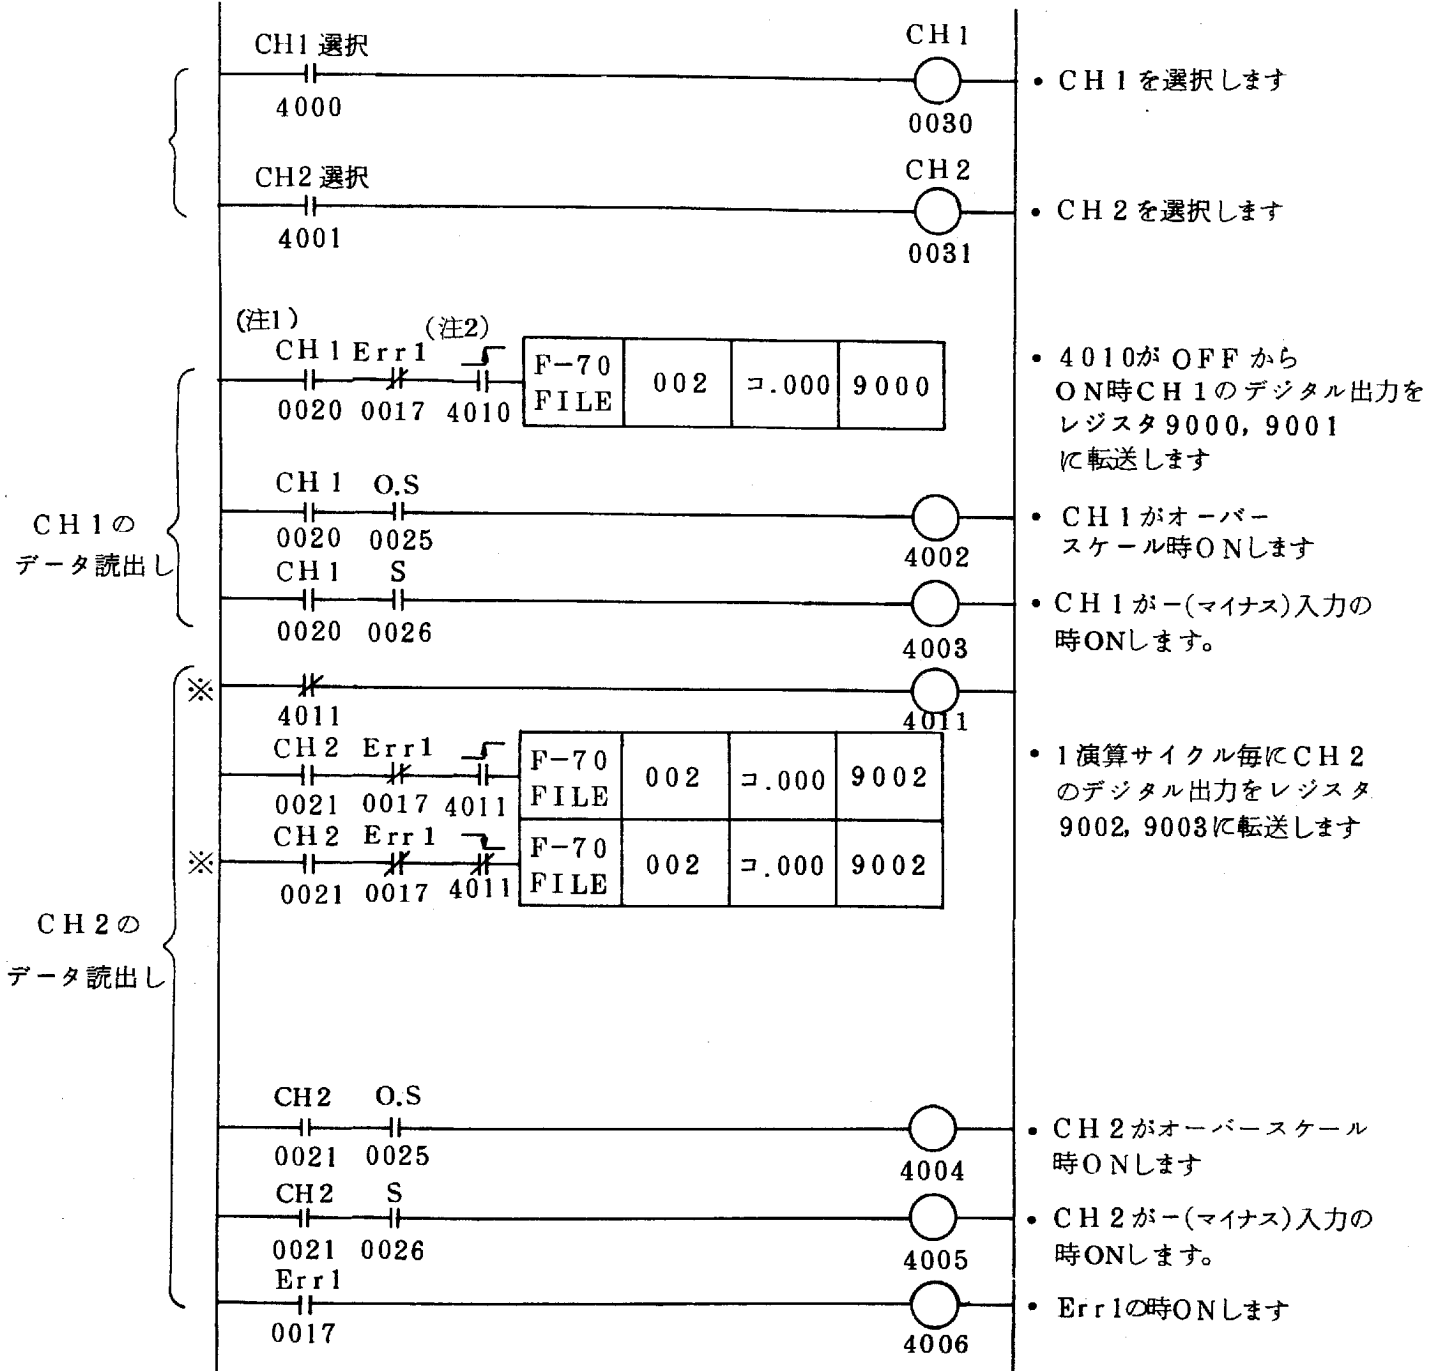 CH1選択
CH1
4000
0030
• CH1を選択します
CH2選択
CH2
4001
0031
• CH2を選択します
(注1)
(注2)
CH1 Err1
0020 0017 4010
F-70
FILE
002
コ.000
9000
• 4010が OFF から
ON時CH1のデジタル出力を
レジスタ9000, 9001
に転送します
CH1の
データ読出し
CH1 O.S
0020 0025
4002
• CH1がオーバー
スケール時ONします
CH1 S
0020 0026
4003
• CH1がー(マイナス)入力の
時ONします。
※
4011
4011
CH2 Err1
0021 0017 4011
F-70
FILE
002
コ.000
9002
• 1演算サイクル毎にCH2
のデジタル出力をレジスタ
9002, 9003に転送します
※
CH2 Err1
0021 0017 4011
F-70
FILE
002
コ.000
9002
CH2の
データ読出し
CH2 O.S
0021 0025
4004
• CH2がオーバースケール
時ONします
CH2 S
0021 0026
4005
• CH2がー(マイナス)入力の
時ONします。
Err1
0017
4006
• Err1の時ONします